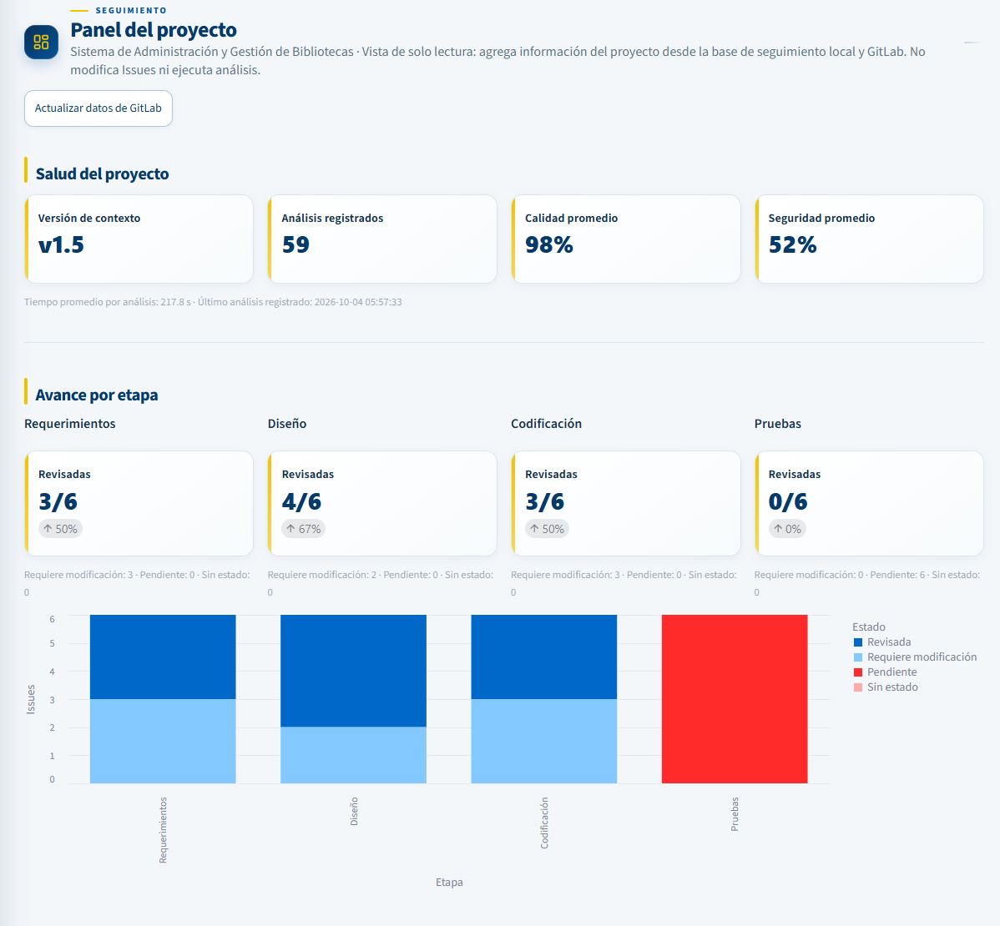 SEGUIMIENTO
Panel del proyecto
Sistema de Administración y Gestión de Bibliotecas · Vista de solo lectura: agrega información del proyecto desde la base de seguimiento local y GitLab. No
modifica Issues ni ejecuta análisis.
Actualizar datos de GitLab
Salud del proyecto
Versión de contexto
v1.5
Análisis registrados
59
Calidad promedio
98%
Seguridad promedio
52%
Tiempo promedio por análisis: 217.8 s · Último análisis registrado: 2026-10-04 05:57:33
Avance por etapa
Requerimientos
Revisadas
3/6
↑ 50%
Requiere modificación: 3 · Pendiente: 0 · Sin estado:
0
Diseño
Revisadas
4/6
↑ 67%
Requiere modificación: 2 · Pendiente: 0 · Sin estado:
0
Codificación
Revisadas
3/6
↑ 50%
Requiere modificación: 3 · Pendiente: 0 · Sin estado:
0
Pruebas
Revisadas
0/6
↑ 0%
Requiere modificación: 0 · Pendiente: 6 · Sin estado:
0
Issues
6
5
4
3
2
1
0
Requerimientos
Diseño
Codificación
Pruebas
Etapa
Estado
Revisada
Requiere modificación
Pendiente
Sin estado